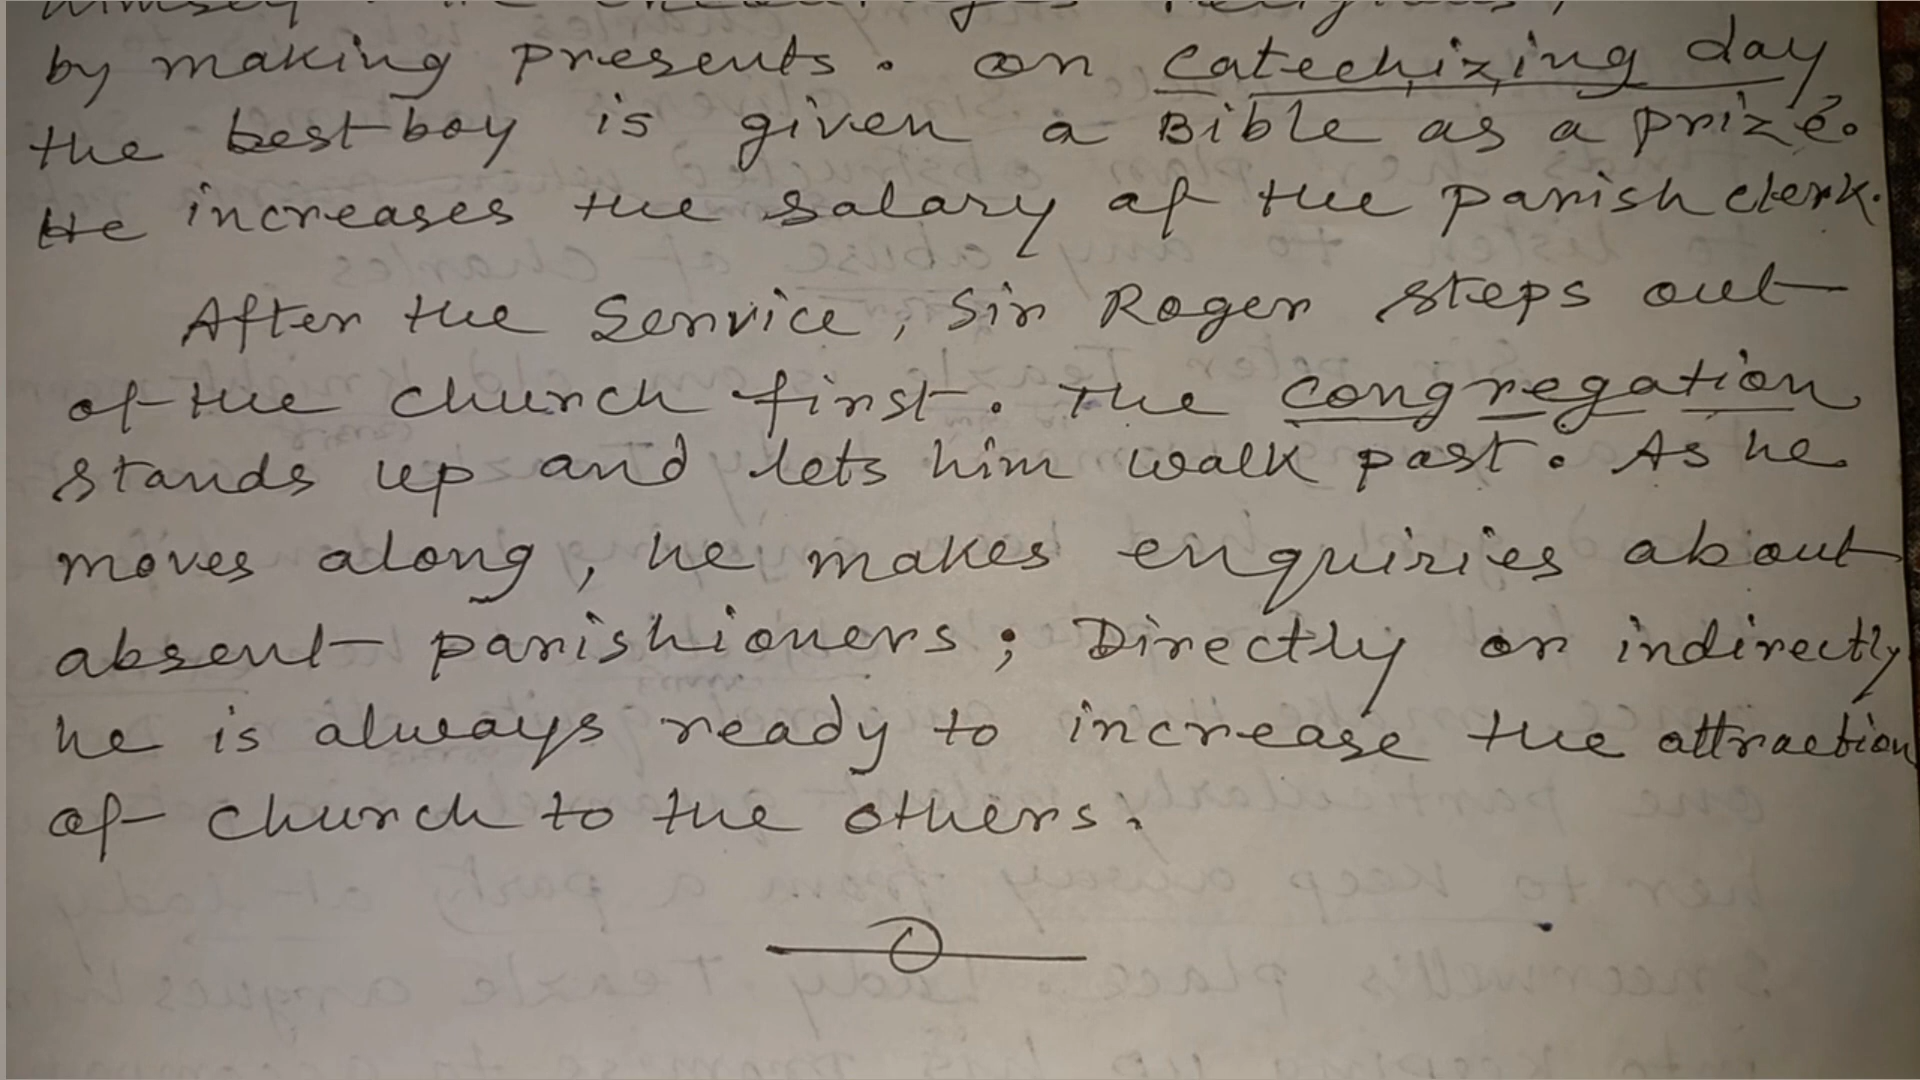 by making presents. on catechizing day
the best boy is given a Bible as a prize.
He increases the salary of the parish clerk.
After the Service, Sir Roger steps out
of the church first. The congregation
stands up and lets him walk past. As he
moves along, he makes enquiries about
absent parishioners; Directly or indirectly
he is always ready to increase the attraction
of church to the others.